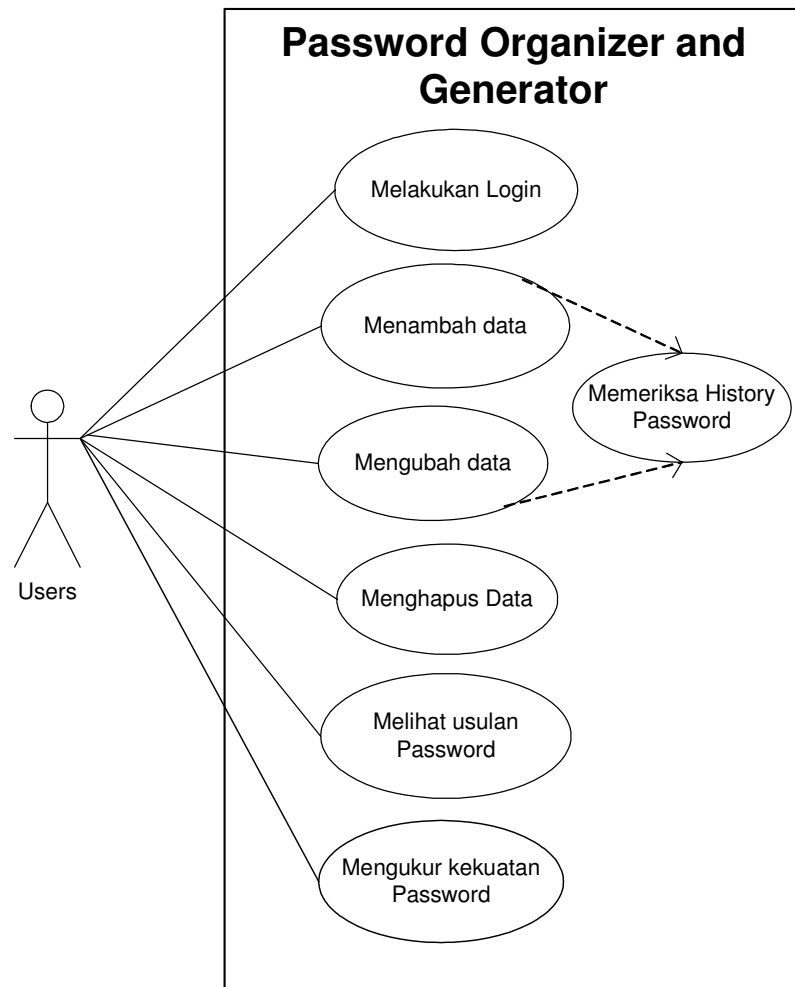 Password Organizer and
Generator
Melakukan Login
Menambah data
Memeriksa History
Password
Mengubah data
Users
Menghapus Data
Melihat usulan
Password
Mengukur kekuatan
Password